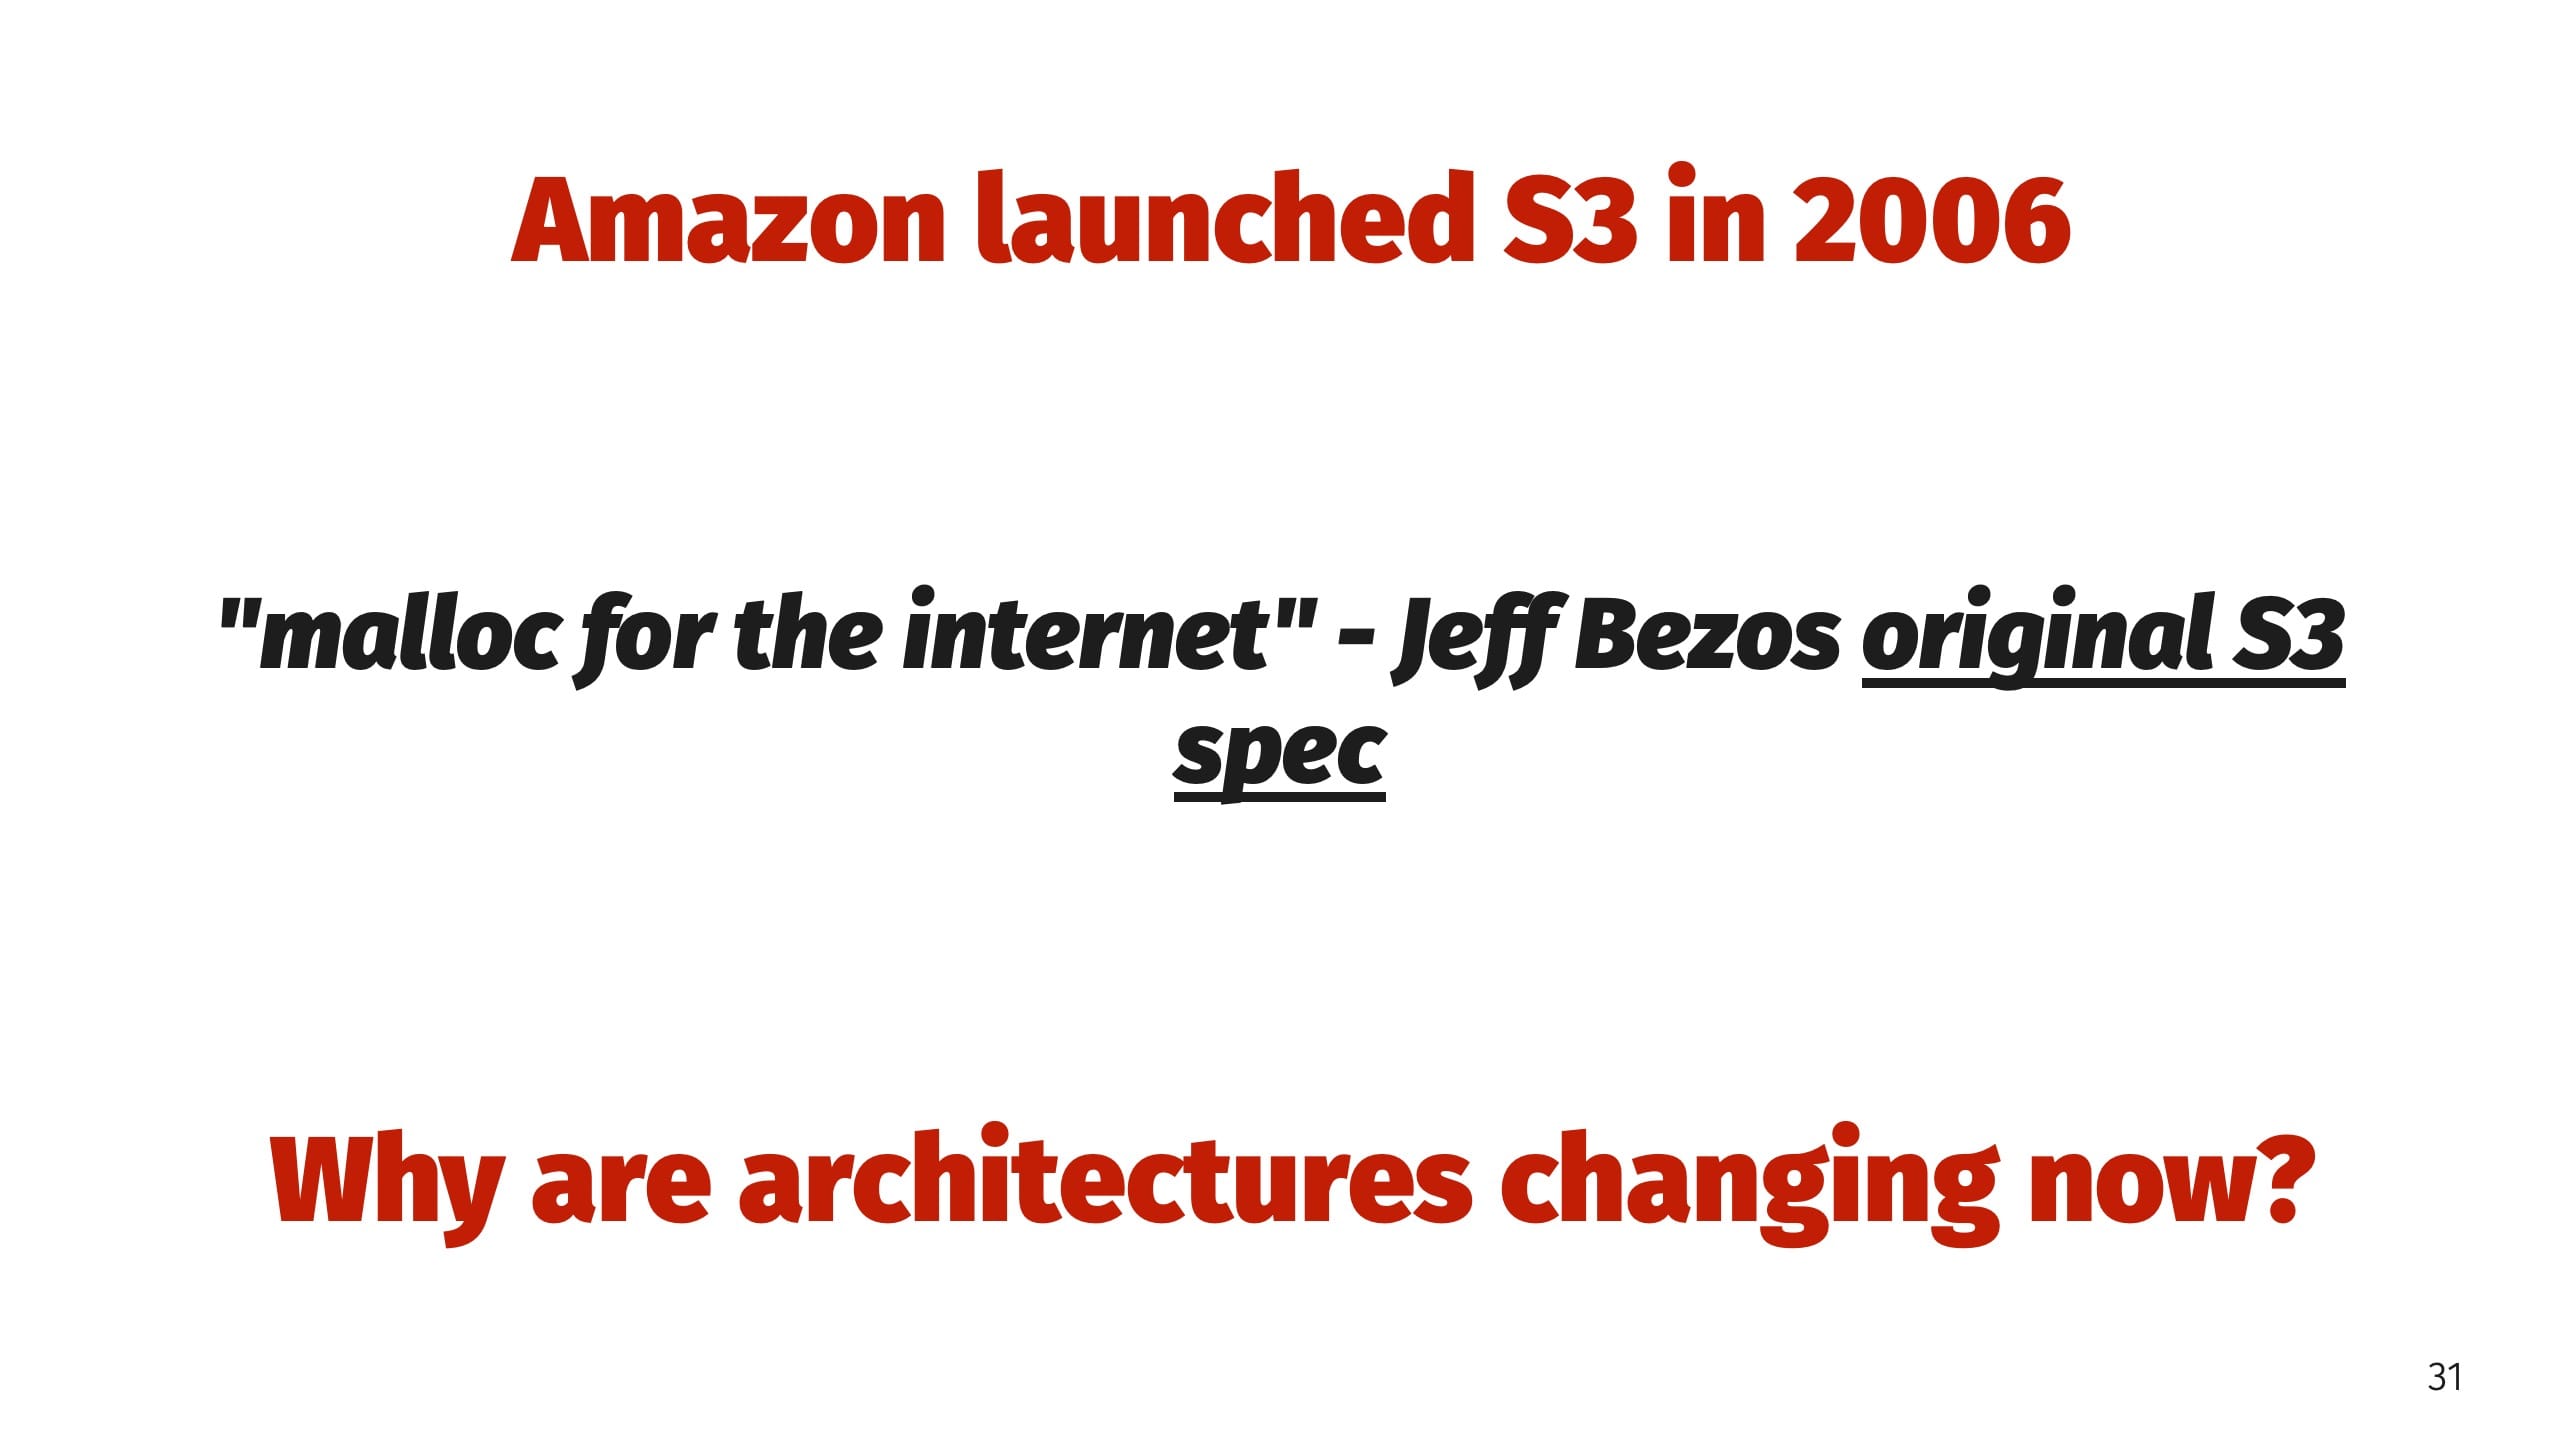 Amazon launched S3 in 2006
"malloc for the internet" - Jeff Bezos original S3
spec
Why are architectures changing now?
31